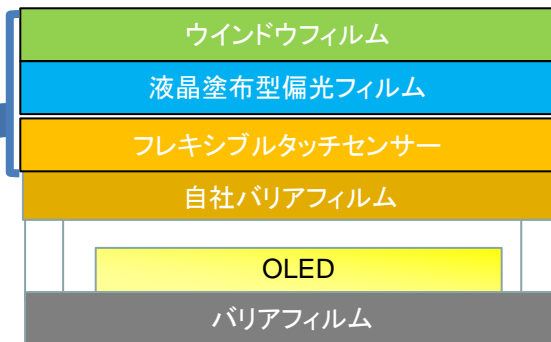 ウインドウフィルム
液晶塗布型偏光フィルム
フレキシブルタッチセンサー
自社バリアフィルム
OLED
バリアフィルム